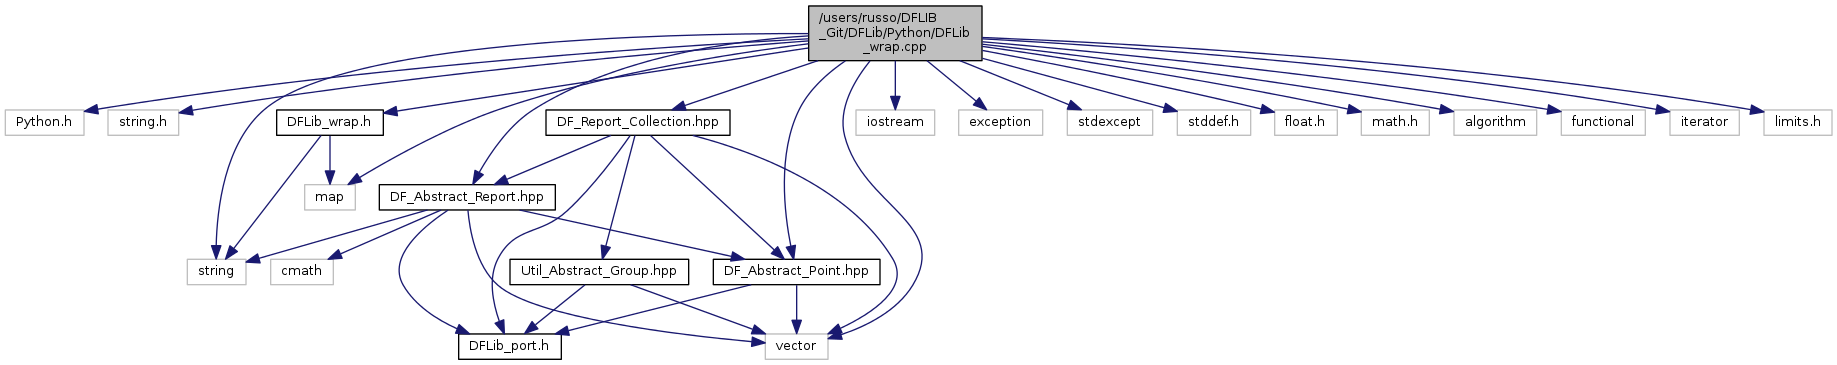 /users/russo/DFLIB
_Git/DFLib/Python/DFLib
_wrap.cpp
Python.h
string.h
DFLib_wrap.h
DF_Report_Collection.hpp
iostream
exception
stdexcept
stddef.h
float.h
math.h
algorithm
functional
iterator
limits.h
map
DF_Abstract_Report.hpp
string
cmath
Util_Abstract_Group.hpp
DF_Abstract_Point.hpp
DFLib_port.h
vector